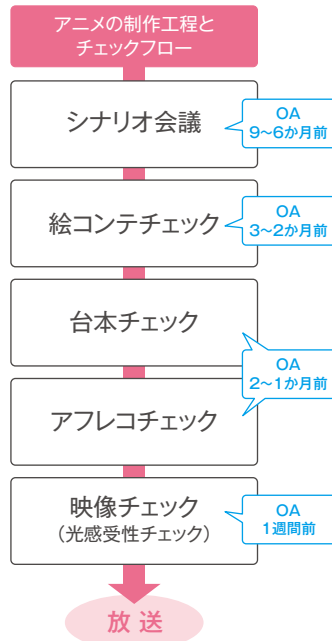 アニメの制作工程と
チェックフロー
シナリオ会議
OA
9~6か月前
絵コンテチェック
OA
3~2か月前
台本チェック
OA
2~1か月前
アフレコチェック
映像チェック
(光感受性チェック)
OA
1週間前
放送